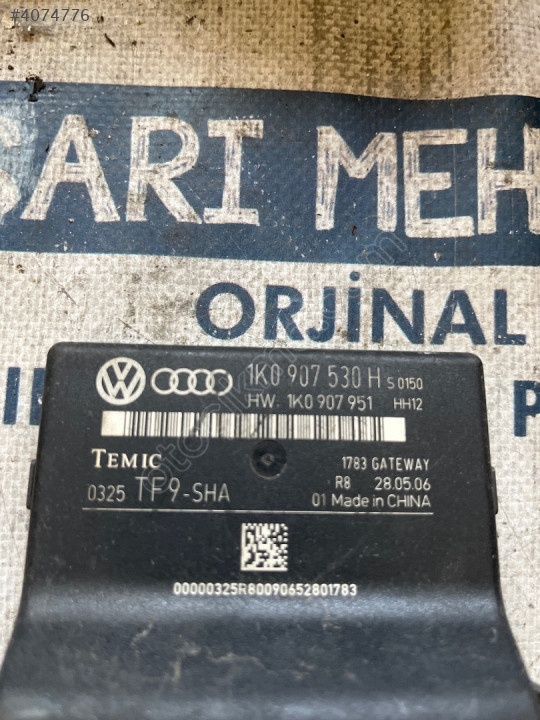 #4074776
SARI MEH
ORJİNAL
1K0 907 530 H S 0150
HW: 1K0 907 951 HH12
TEMIC
1783 GATEWAY
R8 28.05.06
0325 TF9-SHA
01 Made in CHINA
00000325R80090652801783